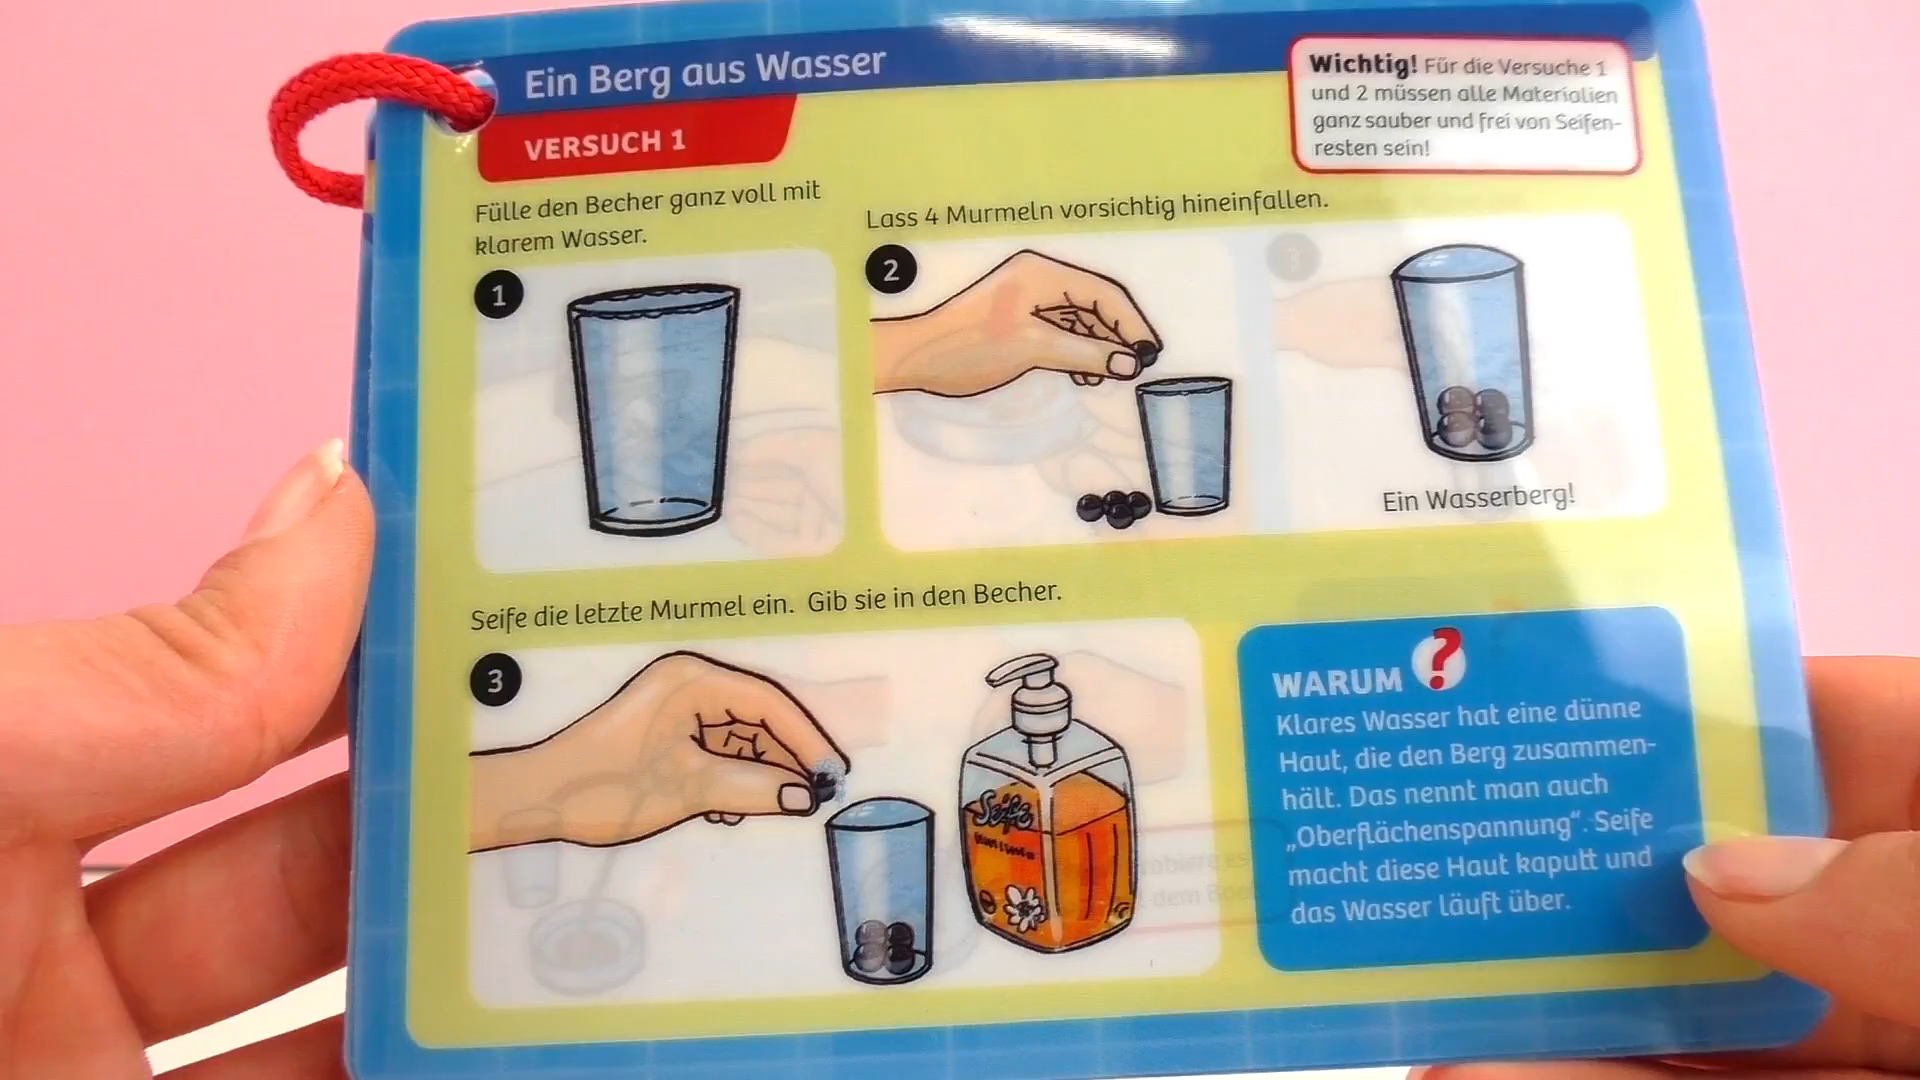 Ein Berg aus Wasser
VERSUCH 1
Wichtig! Für die Versuche 1
und 2 müssen alle Materialien
ganz sauber und frei von Seifen-
resten sein!
Fülle den Becher ganz voll mit
klarem Wasser.
1
Lass 4 Murmeln vorsichtig hineinfallen.
2
Ein Wasserberg!
Seife die letzte Murmel ein. Gib sie in den Becher.
3
Seife
WARUM ?
Klares Wasser hat eine dünne
Haut, die den Berg zusammen-
hält. Das nennt man auch
„Oberflächenspannung“. Seife
macht diese Haut kaputt und
das Wasser läuft über.